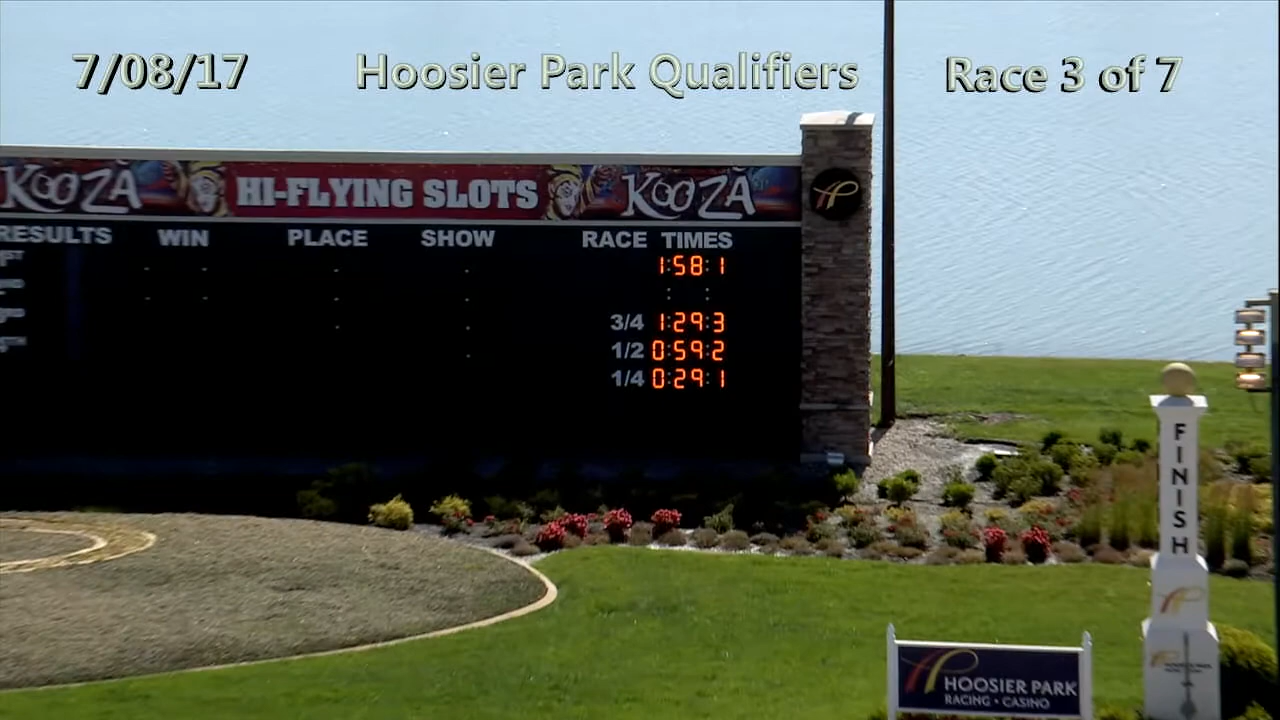 7/08/17 Hoosier Park Qualifiers Race 3 of 7
KOOZA HI-FLYING SLOTS KOOZA
RESULTS WIN PLACE SHOW RACE TIMES
1:58:1
3/4 1:29:3
1/2 0:59:2
1/4 0:29:1
FINISH
HOOSIER PARK
RACING • CASINO